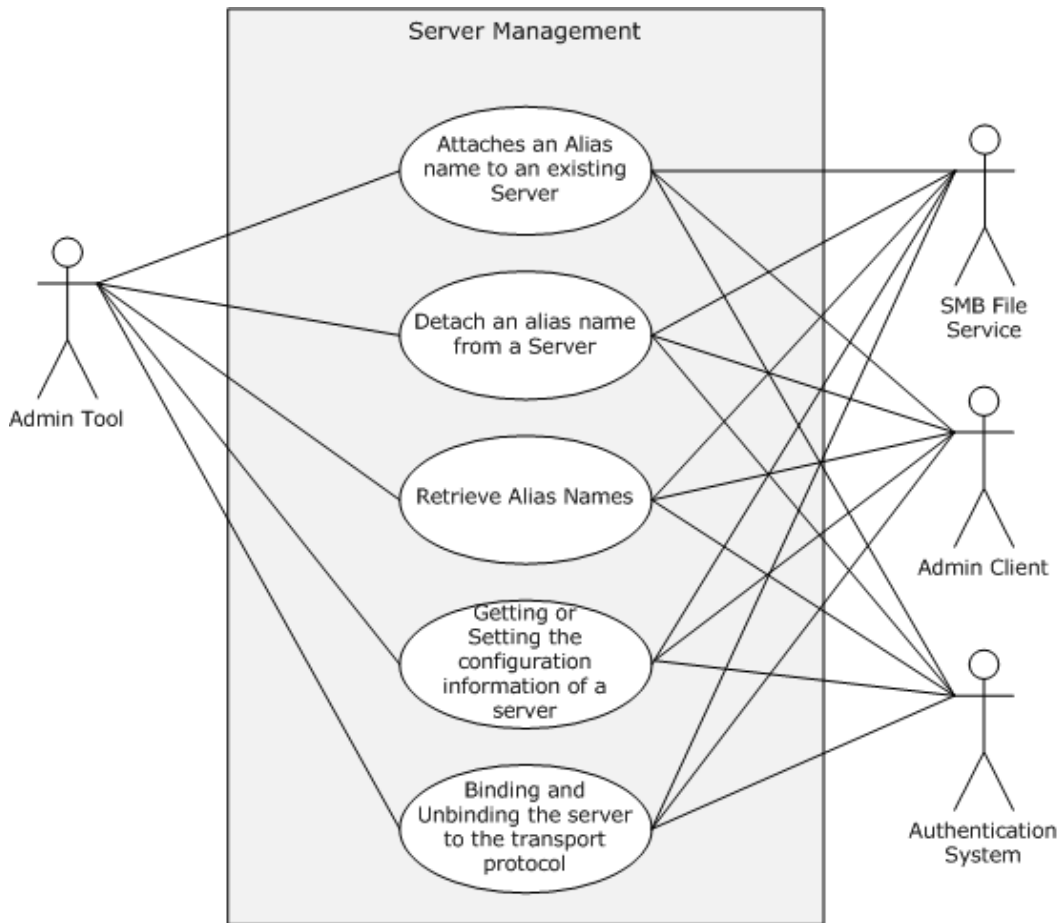 Server Management
Attaches an Alias
name to an existing
Server
SMB File
Service
Detach an alias name
from a Server
Admin Tool
Retrieve Alias Names
Admin Client
Getting or
Setting the
configuration
information of a
server
Binding and
Unbinding the server
to the transport
protocol
Authentication
System